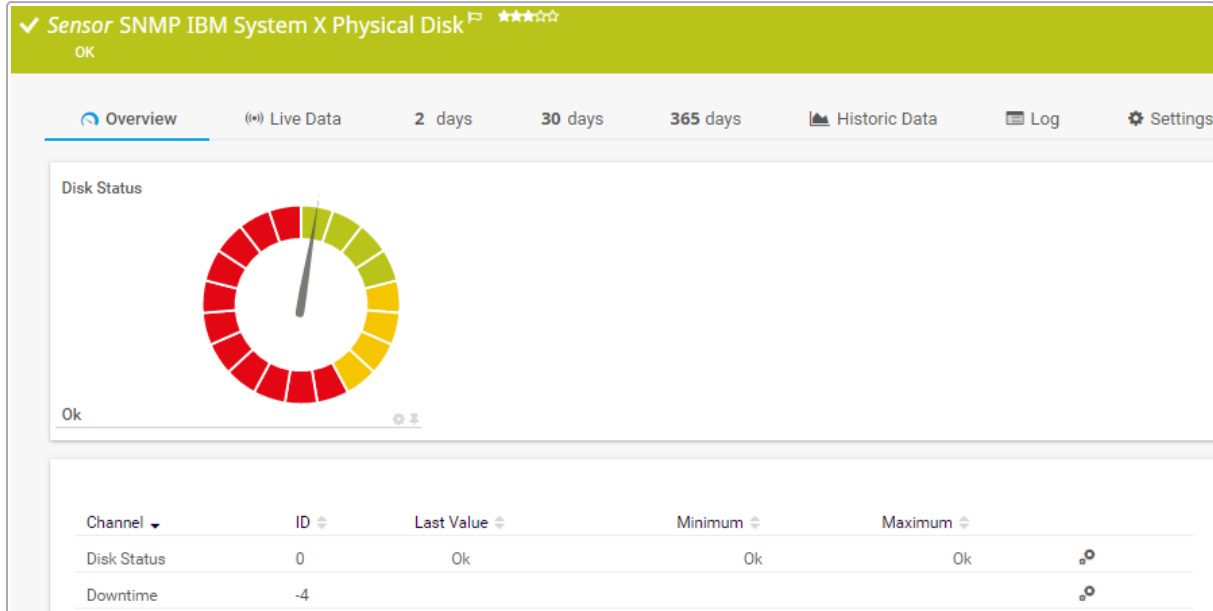 Sensor SNMP IBM System X Physical Disk
OK
Overview Live Data 2 days 30 days 365 days Historic Data Log Settings
Disk Status
Ok
Channel ID Last Value Minimum Maximum
Disk Status 0 Ok Ok Ok
Downtime -4